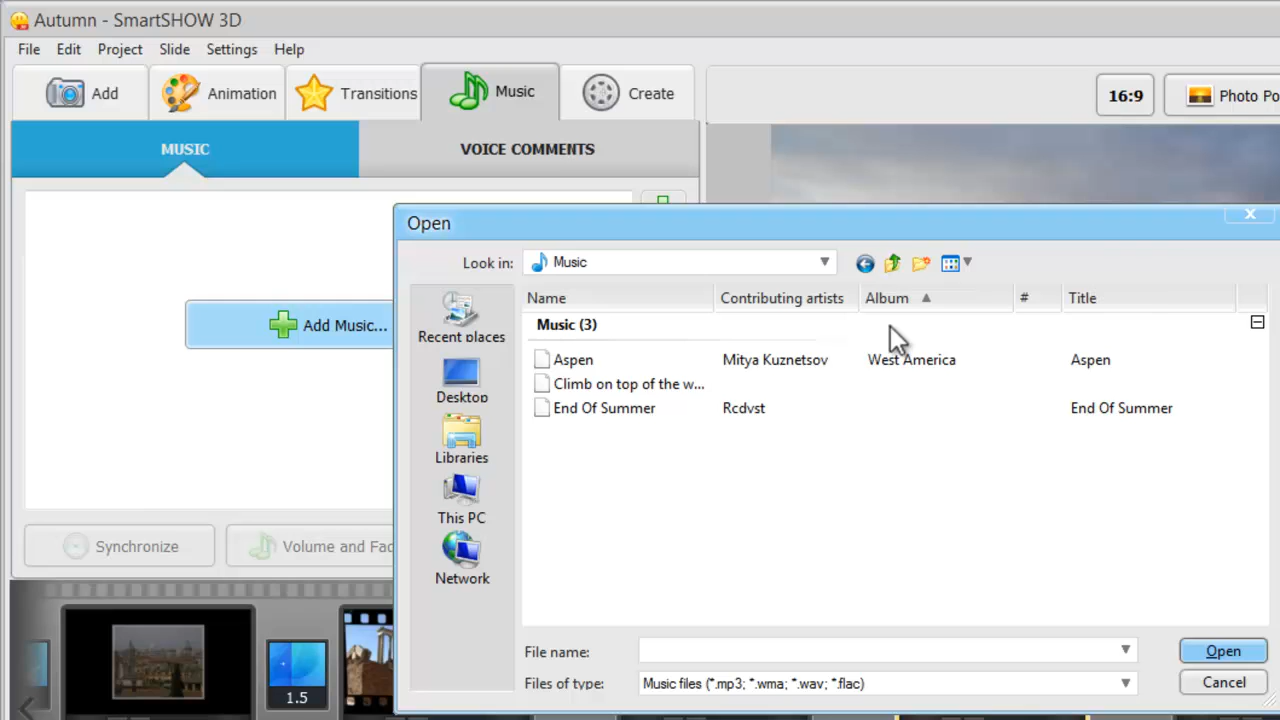 Autumn - SmartSHOW 3D
File Edit Project Slide Settings Help
Add Animation Transitions Music Create
16:9 Photo Po
MUSIC VOICE COMMENTS
Open
Look in: Music
Name Contributing artists Album # Title
Music (3)
Add Music...
Recent places
Aspen Mitya Kuznetsov West America Aspen
Climb on top of the w...
Desktop
End Of Summer Rcdvst End Of Summer
Libraries
This PC
Synchronize Volume and Fad
Network
File name: Open
Files of type: Music files (*.mp3; *.wma; *.wav; *.flac) Cancel
1.5